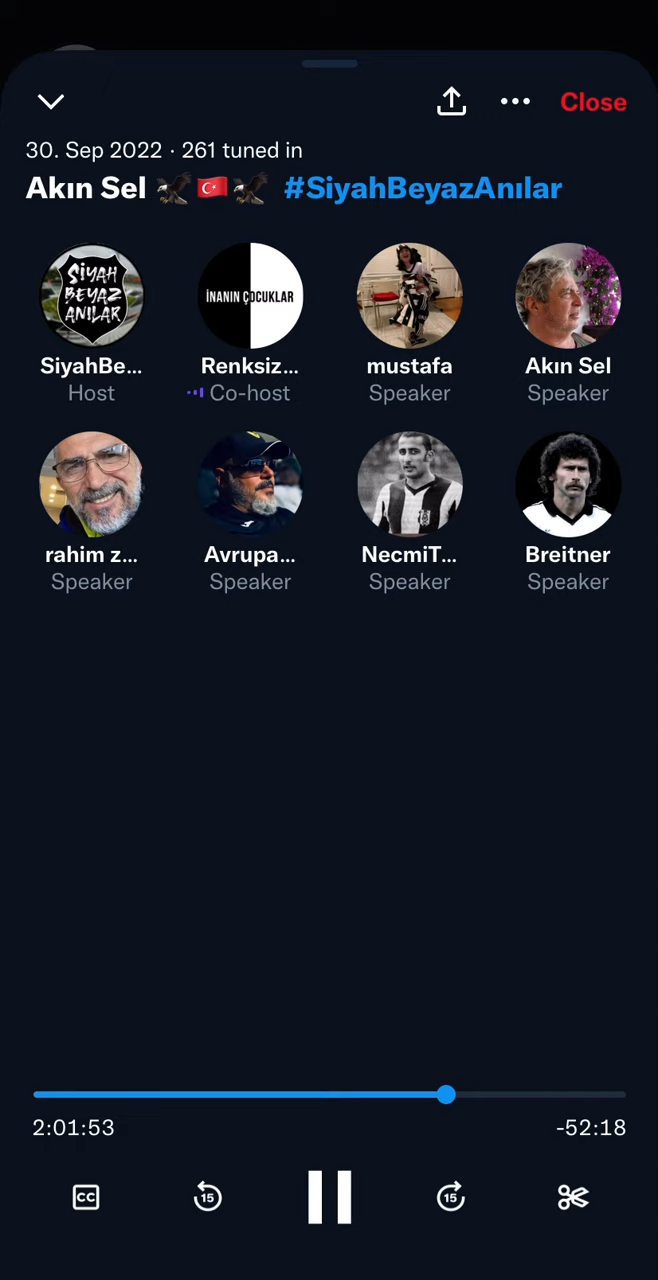 Close
30. Sep 2022 · 261 tuned in
Akın Sel 🦅🇹🇷🦅 #SiyahBeyazAnılar
SİYAH
BEYAZ
ANILAR
İNANIN ÇOCUKLAR
SiyahBe... Renksiz... mustafa Akın Sel
Host Co-host Speaker Speaker
rahim z... Avrupa... NecmiT... Breitner
Speaker Speaker Speaker Speaker
2:01:53 -52:18
CC 15 15